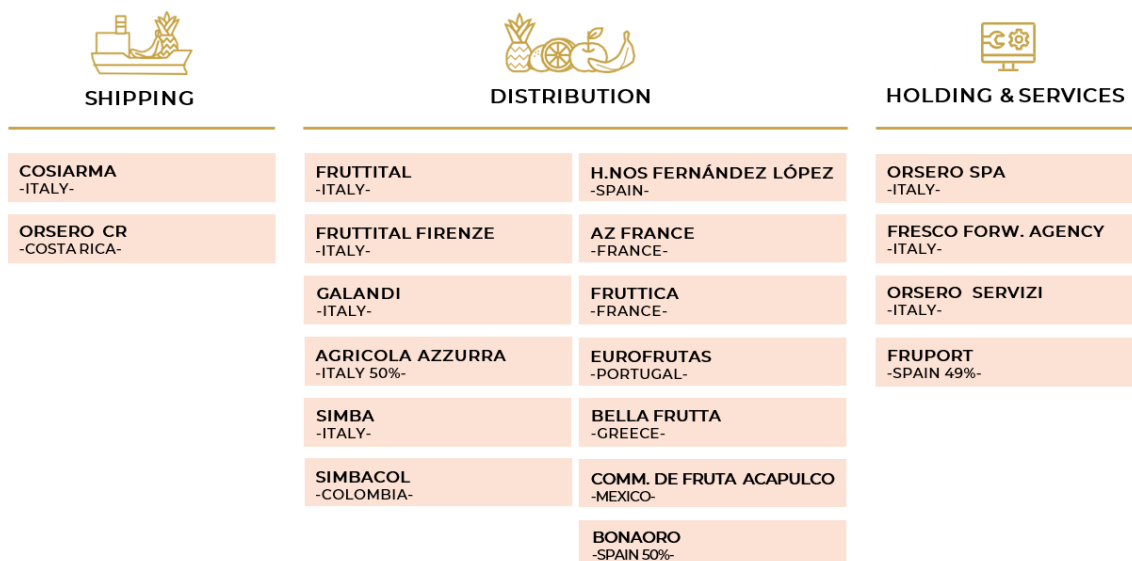 SHIPPING
COSIARMA
-ITALY-
ORSERO CR
-COSTA RICA-
DISTRIBUTION
FRUTTITAL
-ITALY-
FRUTTITAL FIRENZE
-ITALY-
GALANDI
-ITALY-
AGRICOLA AZZURRA
-ITALY 50%-
SIMBA
-ITALY-
SIMBACOL
-COLOMBIA-
H.NOS FERNÁNDEZ LÓPEZ
-SPAIN-
AZ FRANCE
-FRANCE-
FRUTTICA
-FRANCE-
EUROFRUTAS
-PORTUGAL-
BELLA FRUTTA
-GREECE-
COMM. DE FRUTA ACAPULCO
-MEXICO-
BONAORO
-SPAIN 50%-
HOLDING & SERVICES
ORSERO SPA
-ITALY-
FRESCO FORW. AGENCY
-ITALY-
ORSERO SERVIZI
-ITALY-
FRUPORT
-SPAIN 49%-